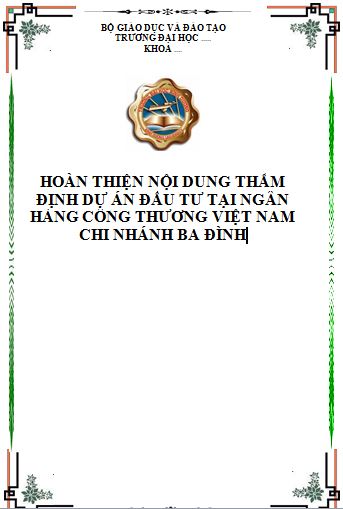 BỘ GIÁO DỤC VÀ ĐÀO TẠO
TRƯỜNG ĐẠI HỌC .....
KHOA ....
HOÀN THIỆN NỘI DUNG THẨM
ĐỊNH DỰ ÁN ĐẦU TƯ TẠI NGÂN
HÀNG CÔNG THƯƠNG VIỆT NAM
CHI NHÁNH BA ĐÌNH